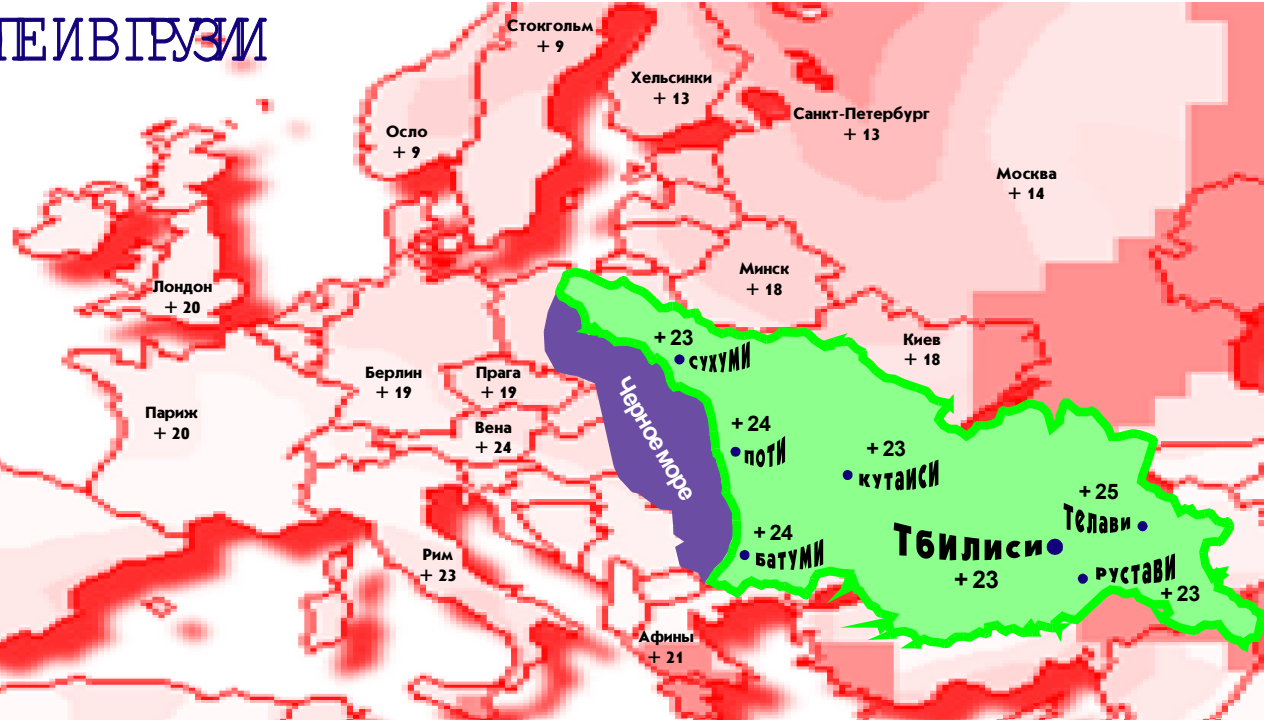 ПЕ И В ГРУЗИИ
Стокгольм
+ 9
Хельсинки
+ 13
Санкт-Петербург
+ 13
Осло
+ 9
Москва
+ 14
Минск
+ 18
Лондон
+ 20
Киев
+ 18
+ 23
СУХУМИ
Берлин
+ 19
Прага
+ 19
Париж
+ 20
Вена
+ 24
Черное море
+ 24
ПОТИ
+ 23
КУТАИСИ
+ 25
Телави
Тбилиси
+ 23
+ 24
БАТУМИ
РУСТАВИ
+ 23
Рим
+ 23
Афины
+ 21